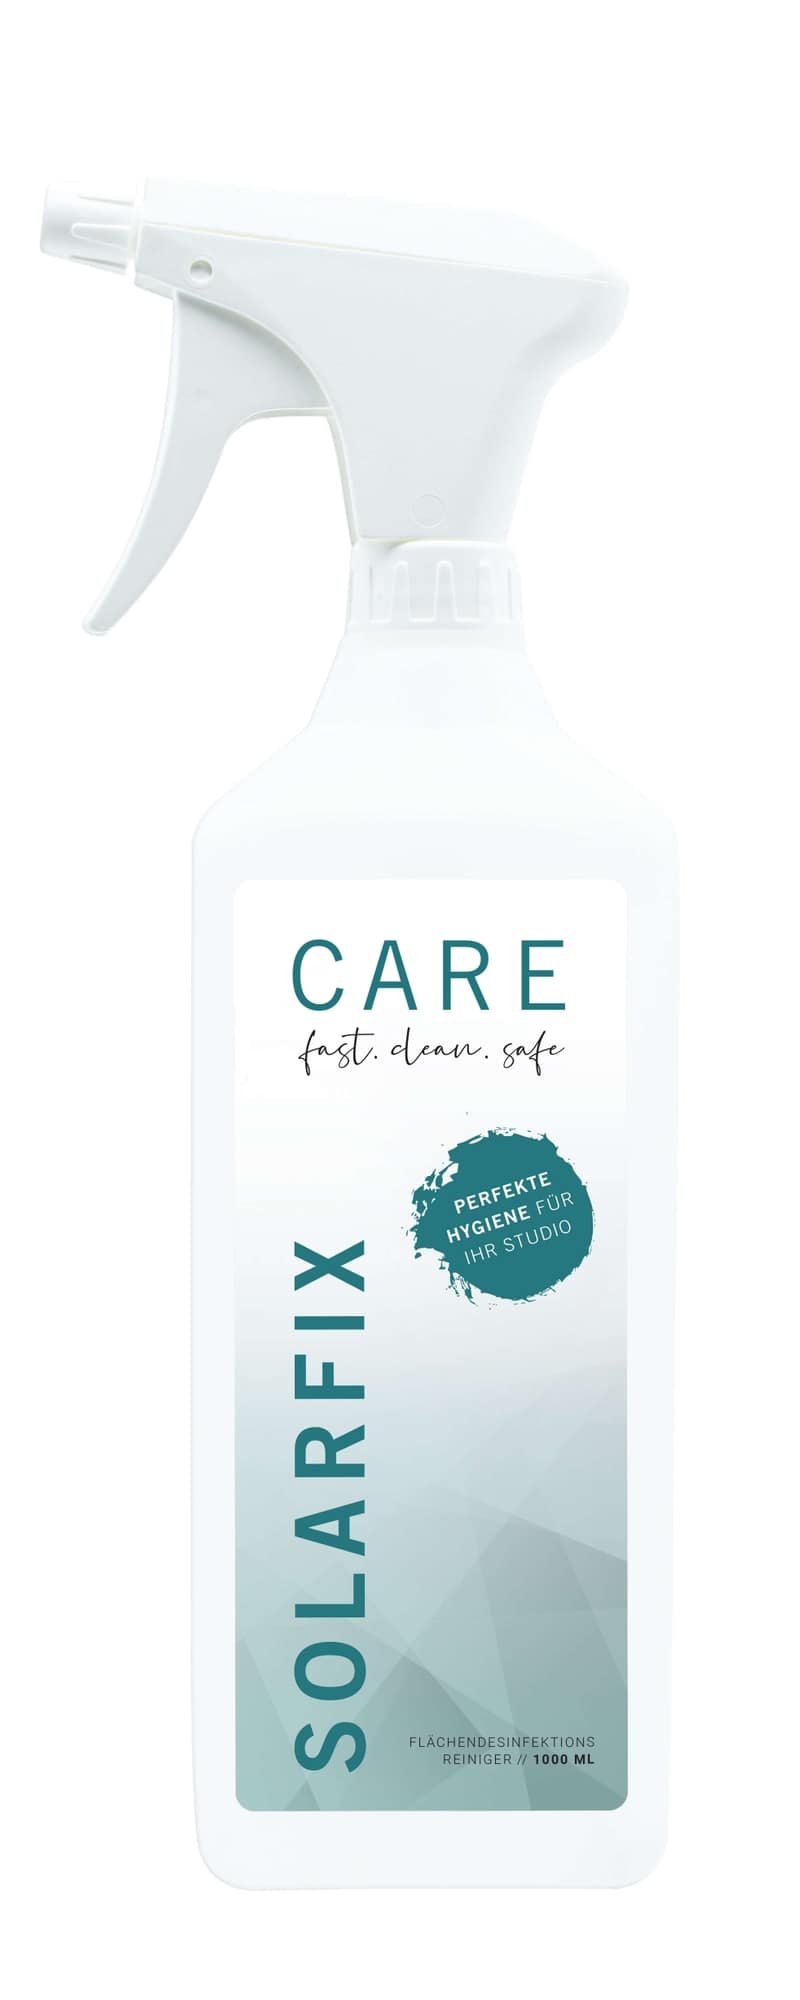 CARE
fast. clean. safe
PERFEKTE
HYGIENE FÜR
IHR STUDIO
SOLARFIX
FLÄCHENDESINFEKTIONS
REINIGER // 1000 ML